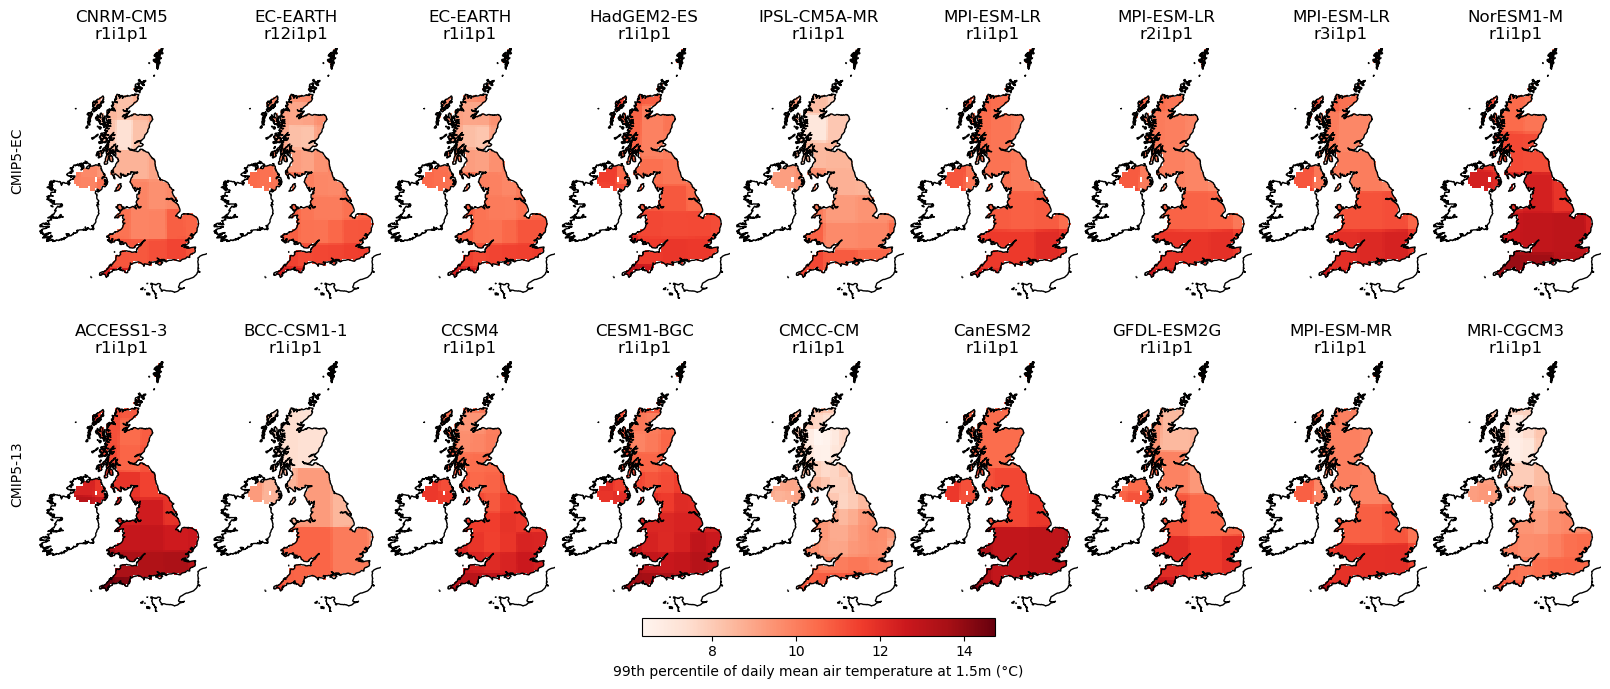 CNRM-CM5
r1i1p1
EC-EARTH
r12i1p1
EC-EARTH
r1i1p1
HadGEM2-ES
r1i1p1
IPSL-CM5A-MR
r1i1p1
MPI-ESM-LR
r1i1p1
MPI-ESM-LR
r2i1p1
MPI-ESM-LR
r3i1p1
NorESM1-M
r1i1p1
CMIP5-EC
ACCESS1-3
r1i1p1
BCC-CSM1-1
r1i1p1
CCSM4
r1i1p1
CESM1-BGC
r1i1p1
CMCC-CM
r1i1p1
CanESM2
r1i1p1
GFDL-ESM2G
r1i1p1
MPI-ESM-MR
r1i1p1
MRI-CGCM3
r1i1p1
CMIP5-13
8 10 12 14
99th percentile of daily mean air temperature at 1.5m (°C)